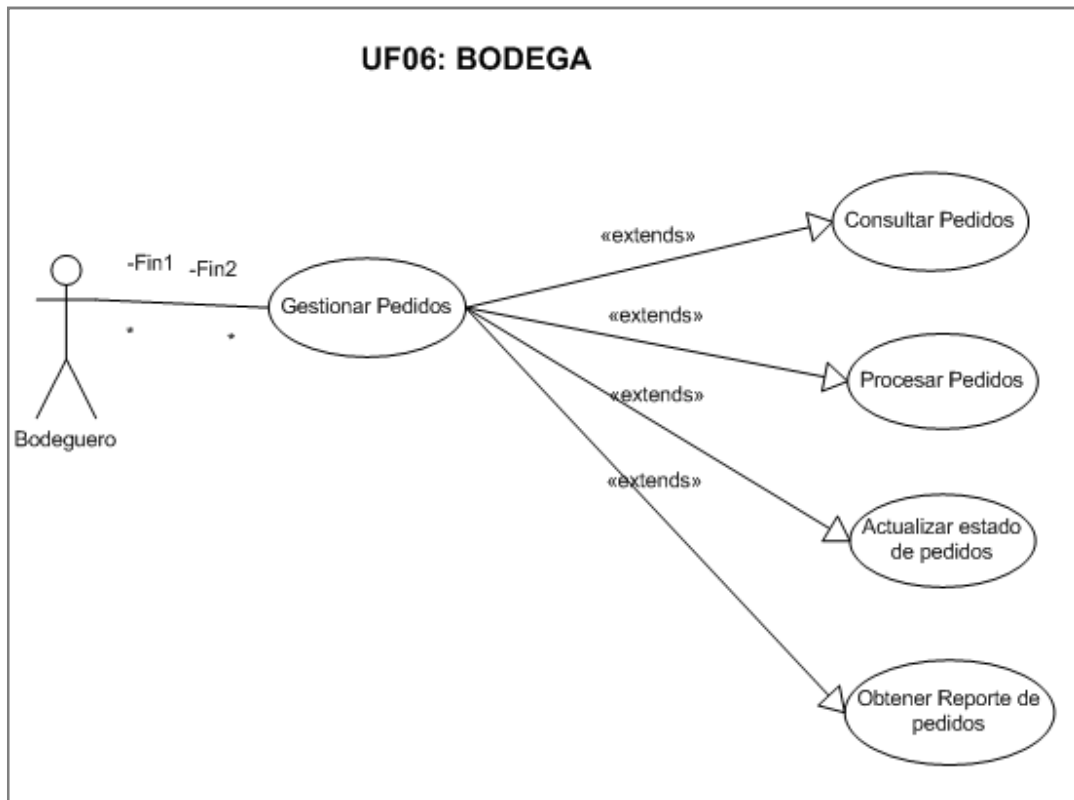 UF06: BODEGA
Consultar Pedidos
«extends»
-Fin1
-Fin2
Gestionar Pedidos
«extends»
*
*
Procesar Pedidos
«extends»
Bodeguero
«extends»
Actualizar estado
de pedidos
Obtener Reporte de
pedidos